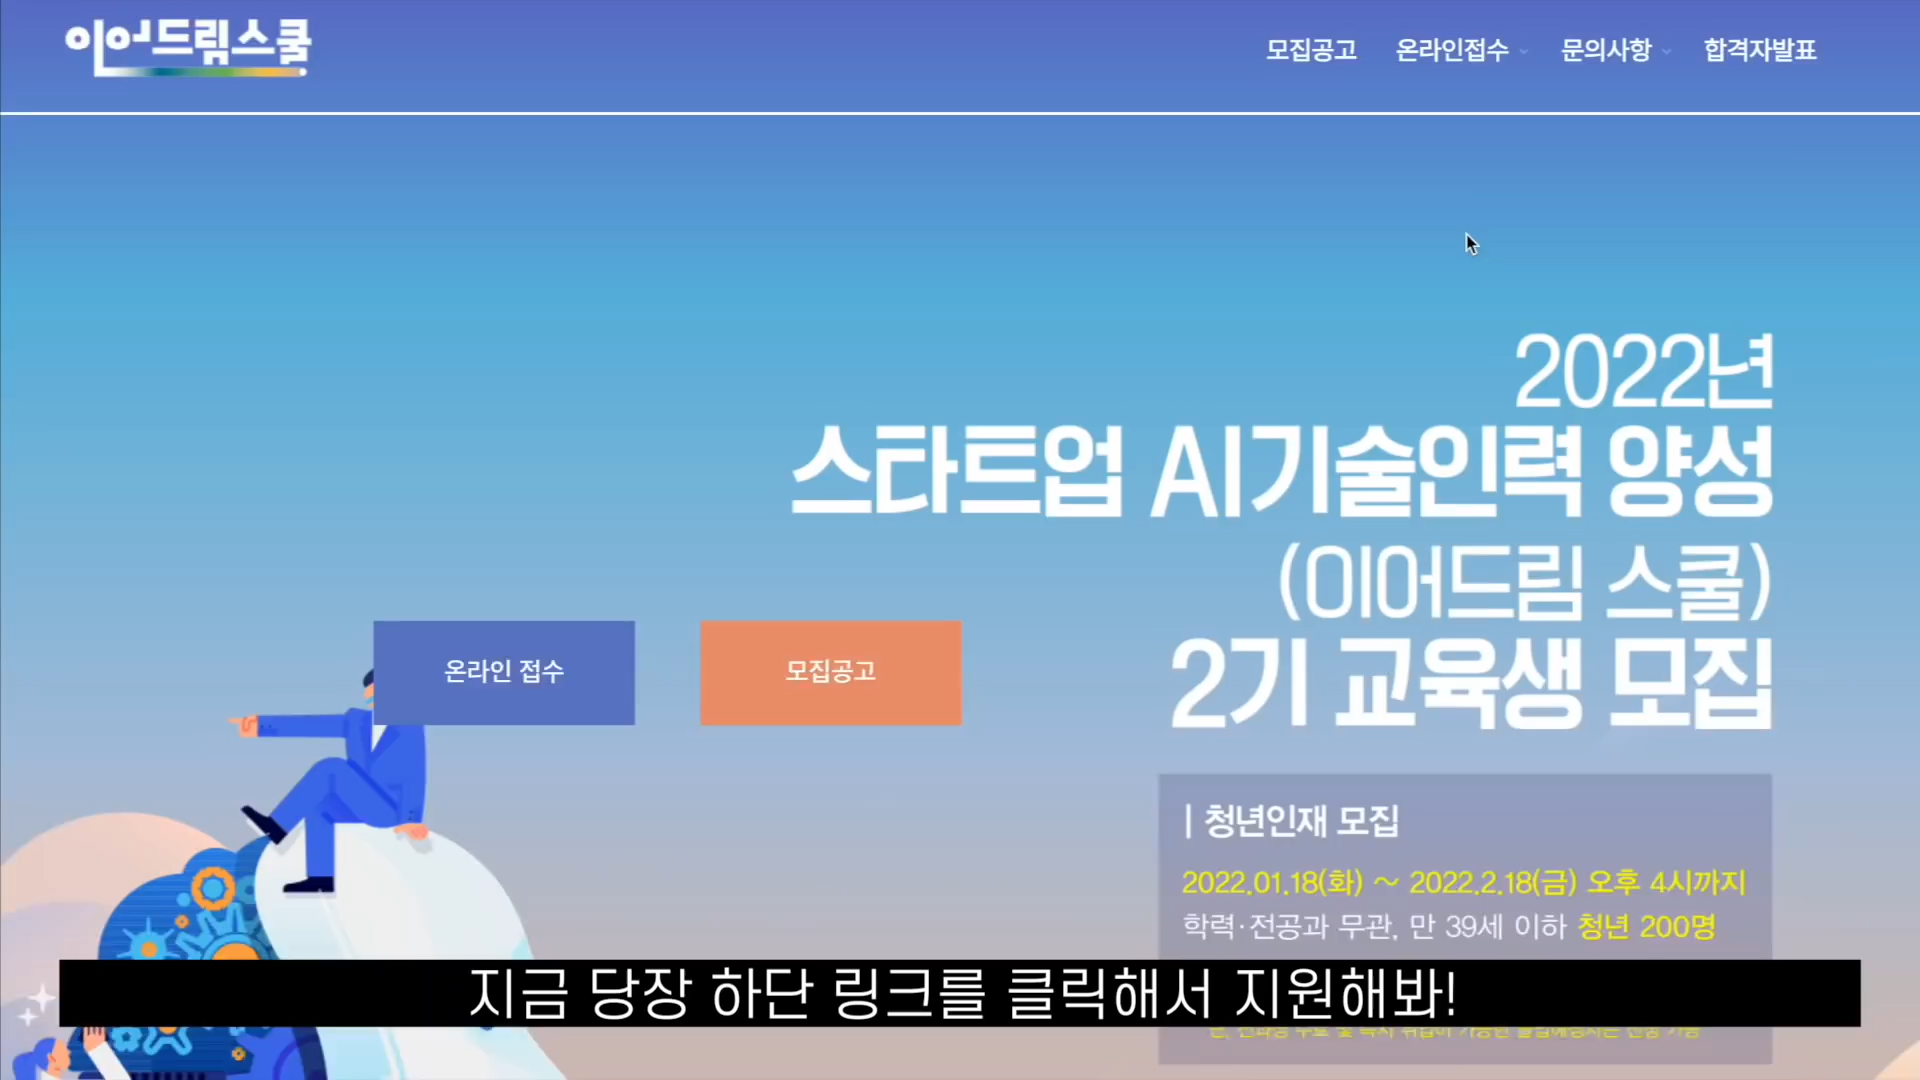 이어드림스쿨
모집공고 온라인접수 문의사항 합격자발표
2022년
스타트업 AI기술인력 양성
(이어드림 스쿨)
2기 교육생 모집
온라인 접수
모집공고
| 청년인재 모집
2022.01.18(화) ~ 2022.2.18(금) 오후 4시까지
학력·전공과 무관, 만 39세 이하 청년 200명
지금 당장 하단 링크를 클릭해서 지원해봐!